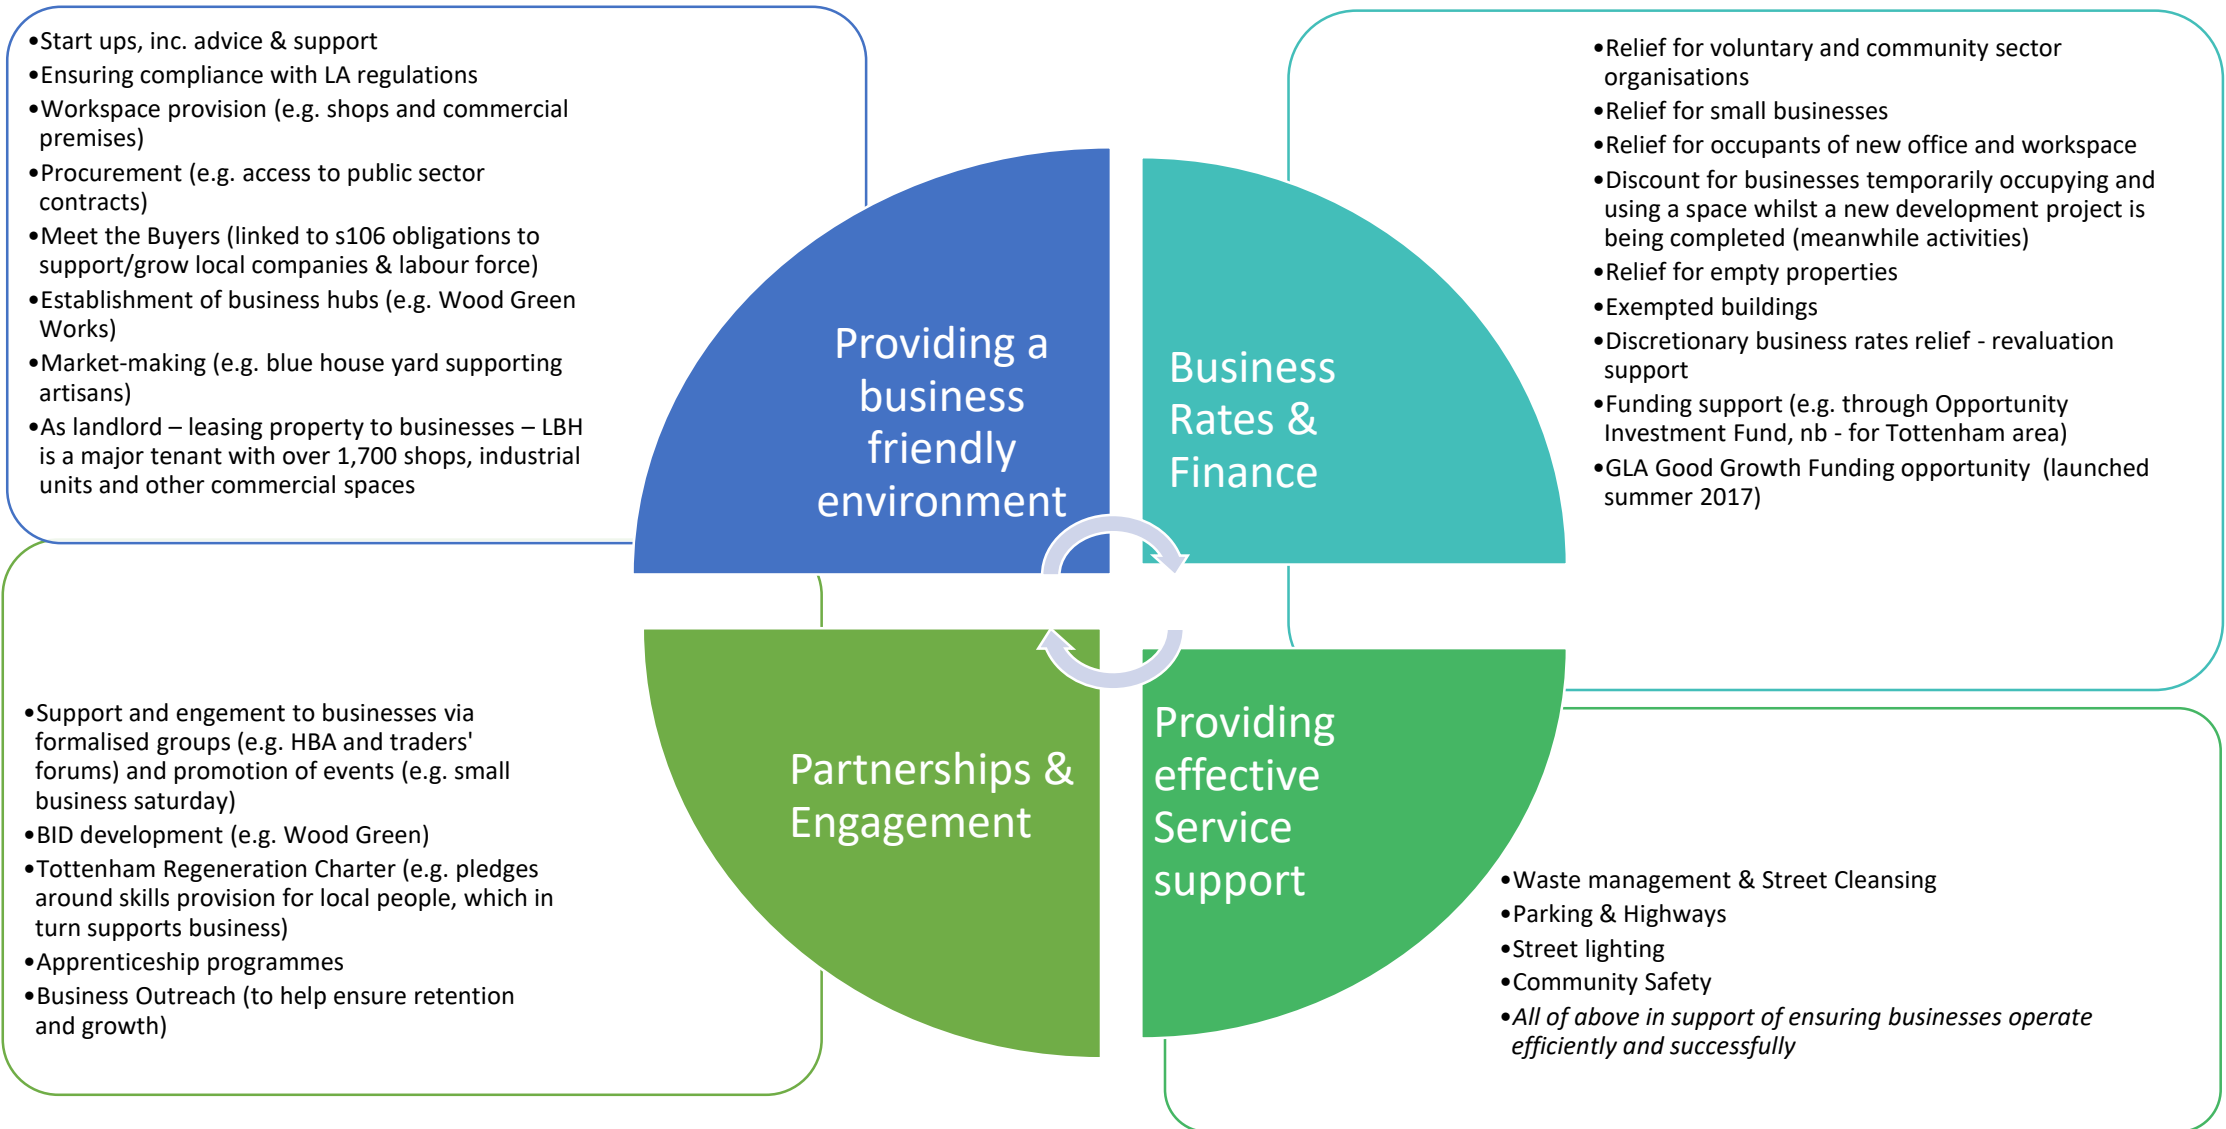 •Start ups, inc. advice & support
•Ensuring compliance with LA regulations
•Workspace provision (e.g. shops and commercial
premises)
•Procurement (e.g. access to public sector
contracts)
•Meet the Buyers (linked to s106 obligations to
support/grow local companies & labour force)
•Establishment of business hubs (e.g. Wood Green
Works)
•Market-making (e.g. blue house yard supporting
artisans)
•As landlord – leasing property to businesses – LBH
is a major tenant with over 1,700 shops, industrial
units and other commercial spaces
Providing a
business
friendly
environment
Business
Rates &
Finance
•Relief for voluntary and community sector
organisations
•Relief for small businesses
•Relief for occupants of new office and workspace
•Discount for businesses temporarily occupying and
using a space whilst a new development project is
being completed (meanwhile activities)
•Relief for empty properties
•Exempted buildings
•Discretionary business rates relief - revaluation
support
•Funding support (e.g. through Opportunity
Investment Fund, nb - for Tottenham area)
•GLA Good Growth Funding opportunity  (launched
summer 2017)
•Support and engement to businesses via
formalised groups (e.g. HBA and traders'
forums) and promotion of events (e.g. small
business saturday)
•BID development (e.g. Wood Green)
•Tottenham Regeneration Charter (e.g. pledges
around skills provision for local people, which in
turn supports business)
•Apprenticeship programmes
•Business Outreach (to help ensure retention
and growth)
Partnerships &
Engagement
Providing
effective
Service
support
•Waste management & Street Cleansing
•Parking & Highways
•Street lighting
•Community Safety
•All of above in support of ensuring businesses operate
efficiently and successfully